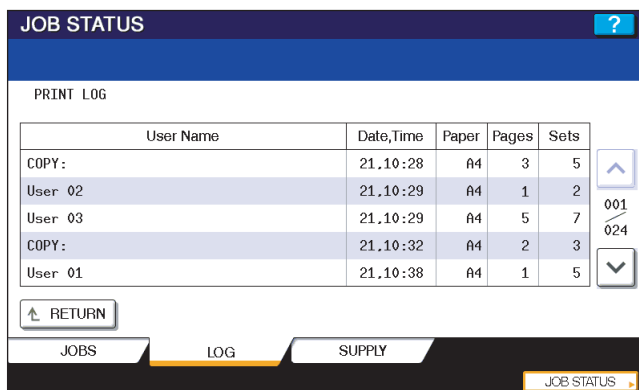 JOB STATUS ?
PRINT LOG
User Name Date,Time Paper Pages Sets
COPY: 21,10:28 A4 3 5
User 02 21,10:29 A4 1 2
User 03 21,10:29 A4 5 7
COPY: 21,10:32 A4 2 3
User 01 21,10:38 A4 1 5
001
024
RETURN
JOBS LOG SUPPLY
JOB STATUS